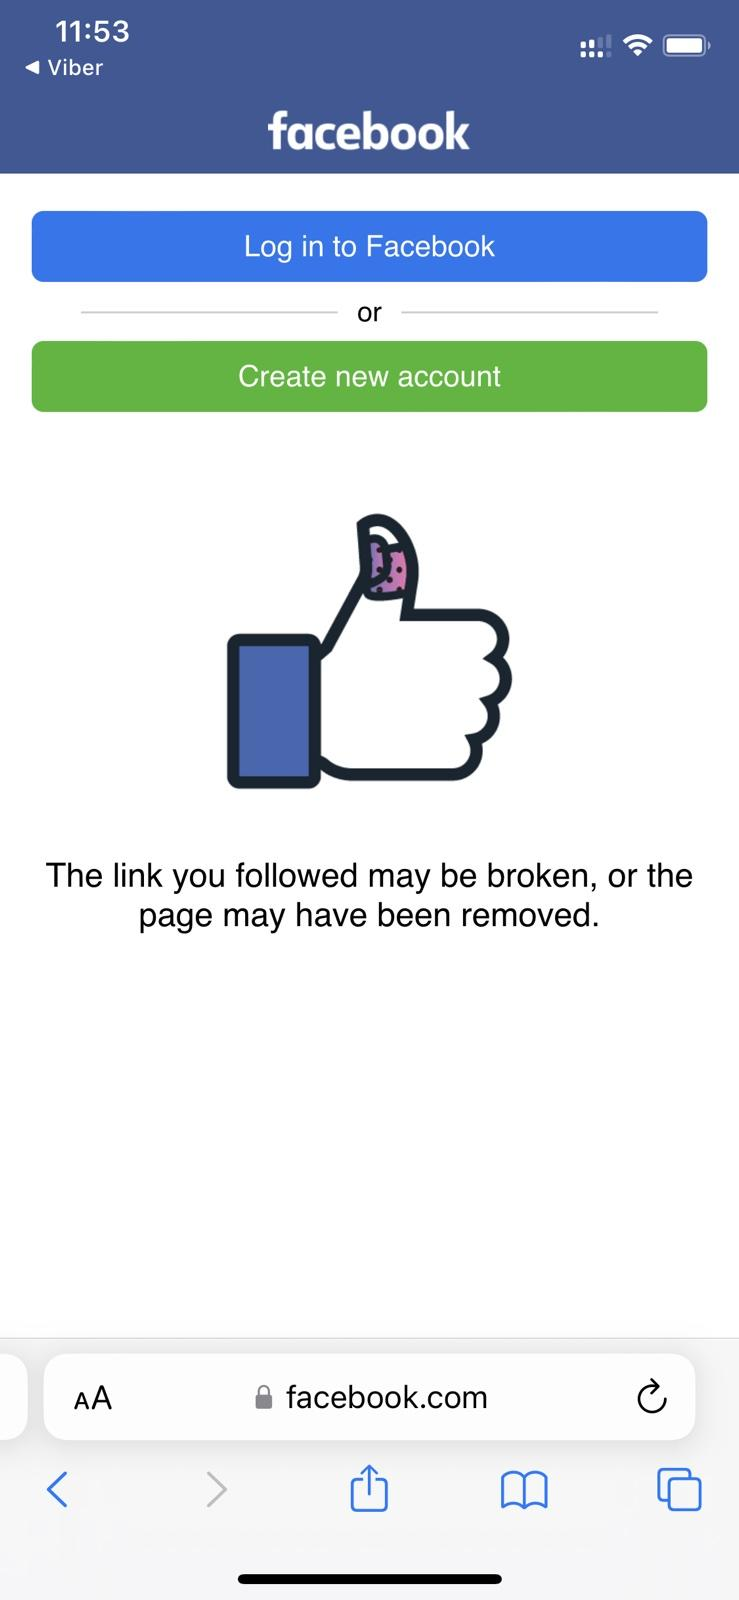 11:53
◀ Viber
facebook
Log in to Facebook
or
Create new account
The link you followed may be broken, or the
page may have been removed.
AA
facebook.com